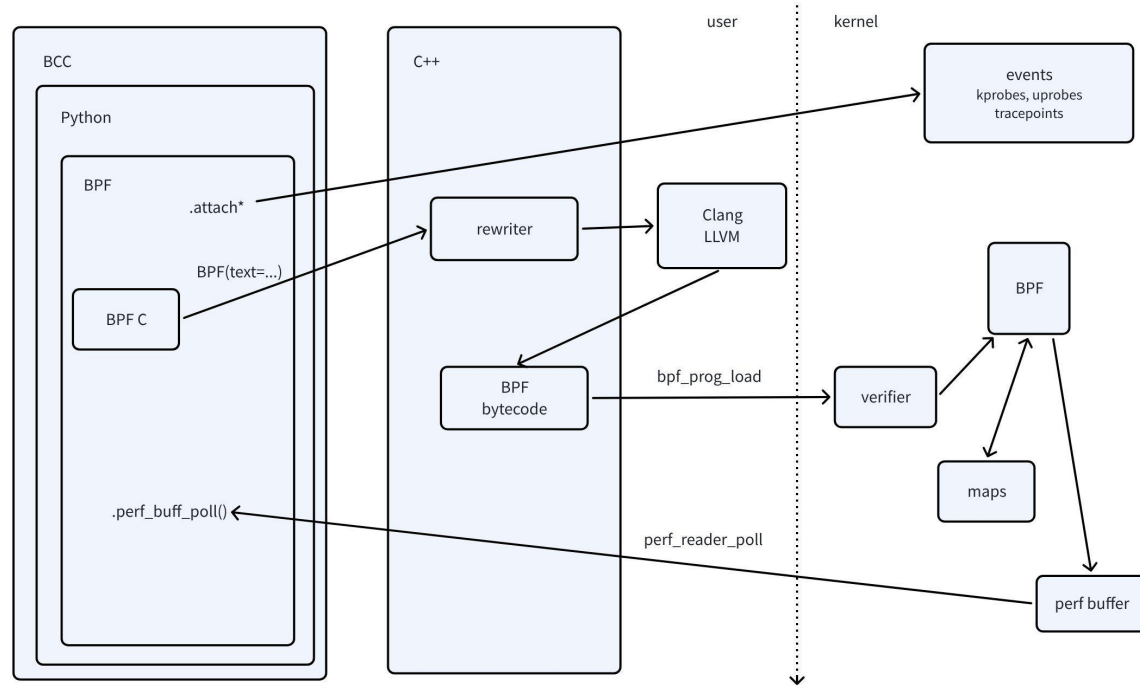 user
kernel
BCC
C++
events
kprobes, uprobes
tracepoints
Python
BPF
.attach*
rewriter
Clang
LLVM
BPF(text=...)
BPF C
BPF
BPF
bytecode
bpf_prog_load
verifier
maps
.perf_buff_poll()
perf_reader_poll
perf buffer